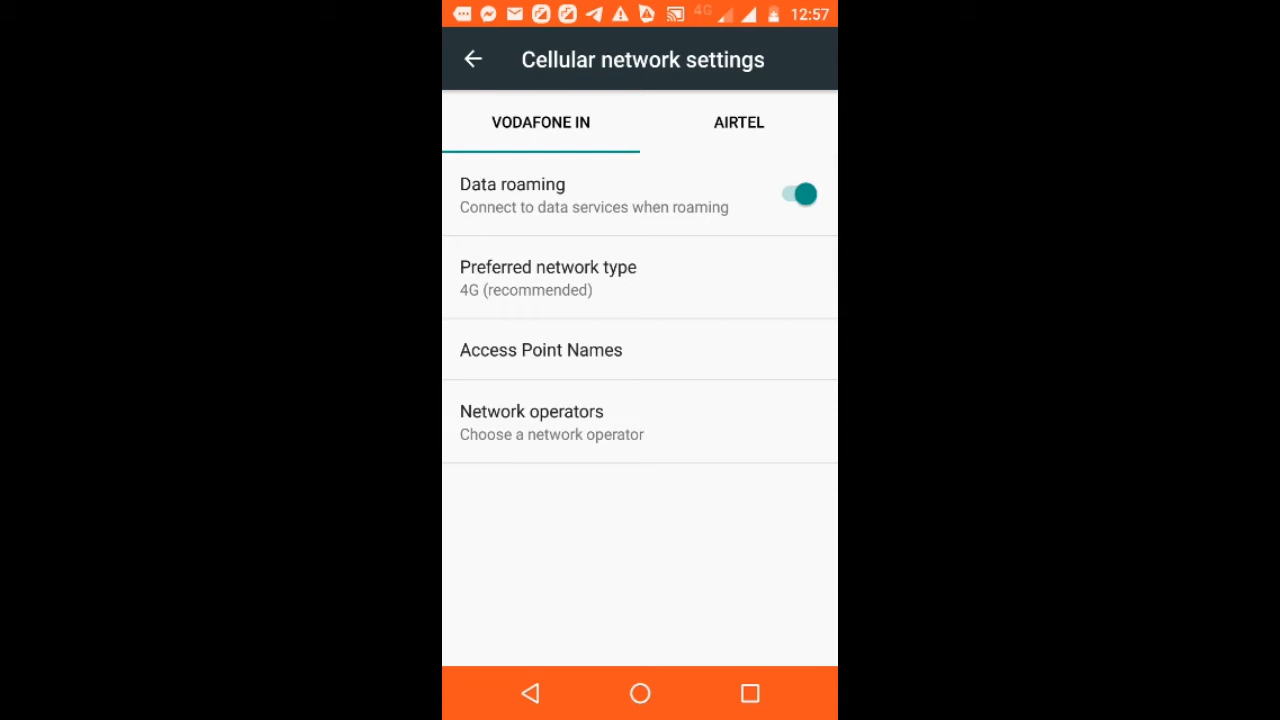 4G 12:57
Cellular network settings
VODAFONE IN AIRTEL
Data roaming
Connect to data services when roaming
Preferred network type
4G (recommended)
Access Point Names
Network operators
Choose a network operator